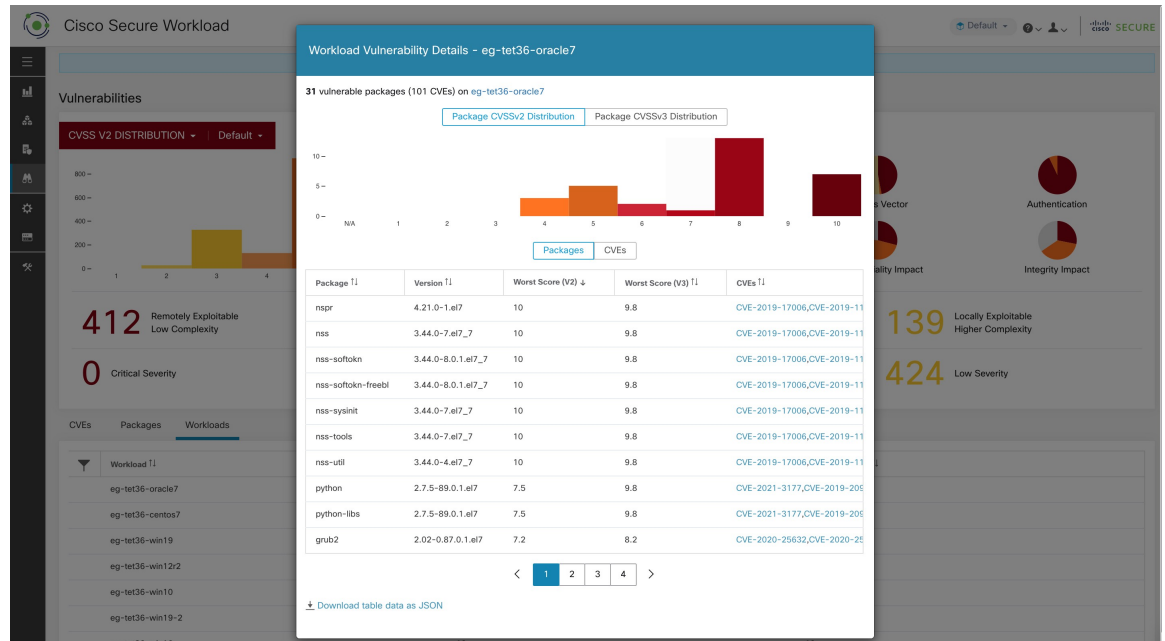 Cisco Secure Workload
Default
cisco SECURE
Vulnerabilities
CVSS V2 DISTRIBUTION
Default
800
600
400
200
0
1 2 3 4
412 Remotely Exploitable
Low Complexity
0 Critical Severity
CVEs Packages Workloads
Workload
eg-tet36-oracle7
eg-tet36-centos7
eg-tet36-win19
eg-tet36-win12r2
eg-tet36-win10
eg-tet36-win19-2
Workload Vulnerability Details - eg-tet36-oracle7
31 vulnerable packages (101 CVEs) on eg-tet36-oracle7
Package CVSSv2 Distribution Package CVSSv3 Distribution
10
5
0
N/A 1 2 3 4 5 6 7 8 9 10
Packages CVEs
Package Version Worst Score (V2) Worst Score (V3) CVEs
nspr 4.21.0-1.el7 10 9.8 CVE-2019-17006,CVE-2019-11
nss 3.44.0-7.el7_7 10 9.8 CVE-2019-17006,CVE-2019-11
nss-softokn 3.44.0-8.0.1.el7_7 10 9.8 CVE-2019-17006,CVE-2019-11
nss-softokn-freebl 3.44.0-8.0.1.el7_7 10 9.8 CVE-2019-17006,CVE-2019-11
nss-sysinit 3.44.0-7.el7_7 10 9.8 CVE-2019-17006,CVE-2019-11
nss-tools 3.44.0-7.el7_7 10 9.8 CVE-2019-17006,CVE-2019-11
nss-util 3.44.0-4.el7_7 10 9.8 CVE-2019-17006,CVE-2019-11
python 2.7.5-89.0.1.el7 7.5 9.8 CVE-2021-3177,CVE-2019-209
python-libs 2.7.5-89.0.1.el7 7.5 9.8 CVE-2021-3177,CVE-2019-209
grub2 2.02-0.87.0.1.el7 7.2 8.2 CVE-2020-25632,CVE-2020-25
1 2 3 4
Download table data as JSON
s Vector
Authentication
ality Impact
Integrity Impact
139 Locally Exploitable
Higher Complexity
424 Low Severity